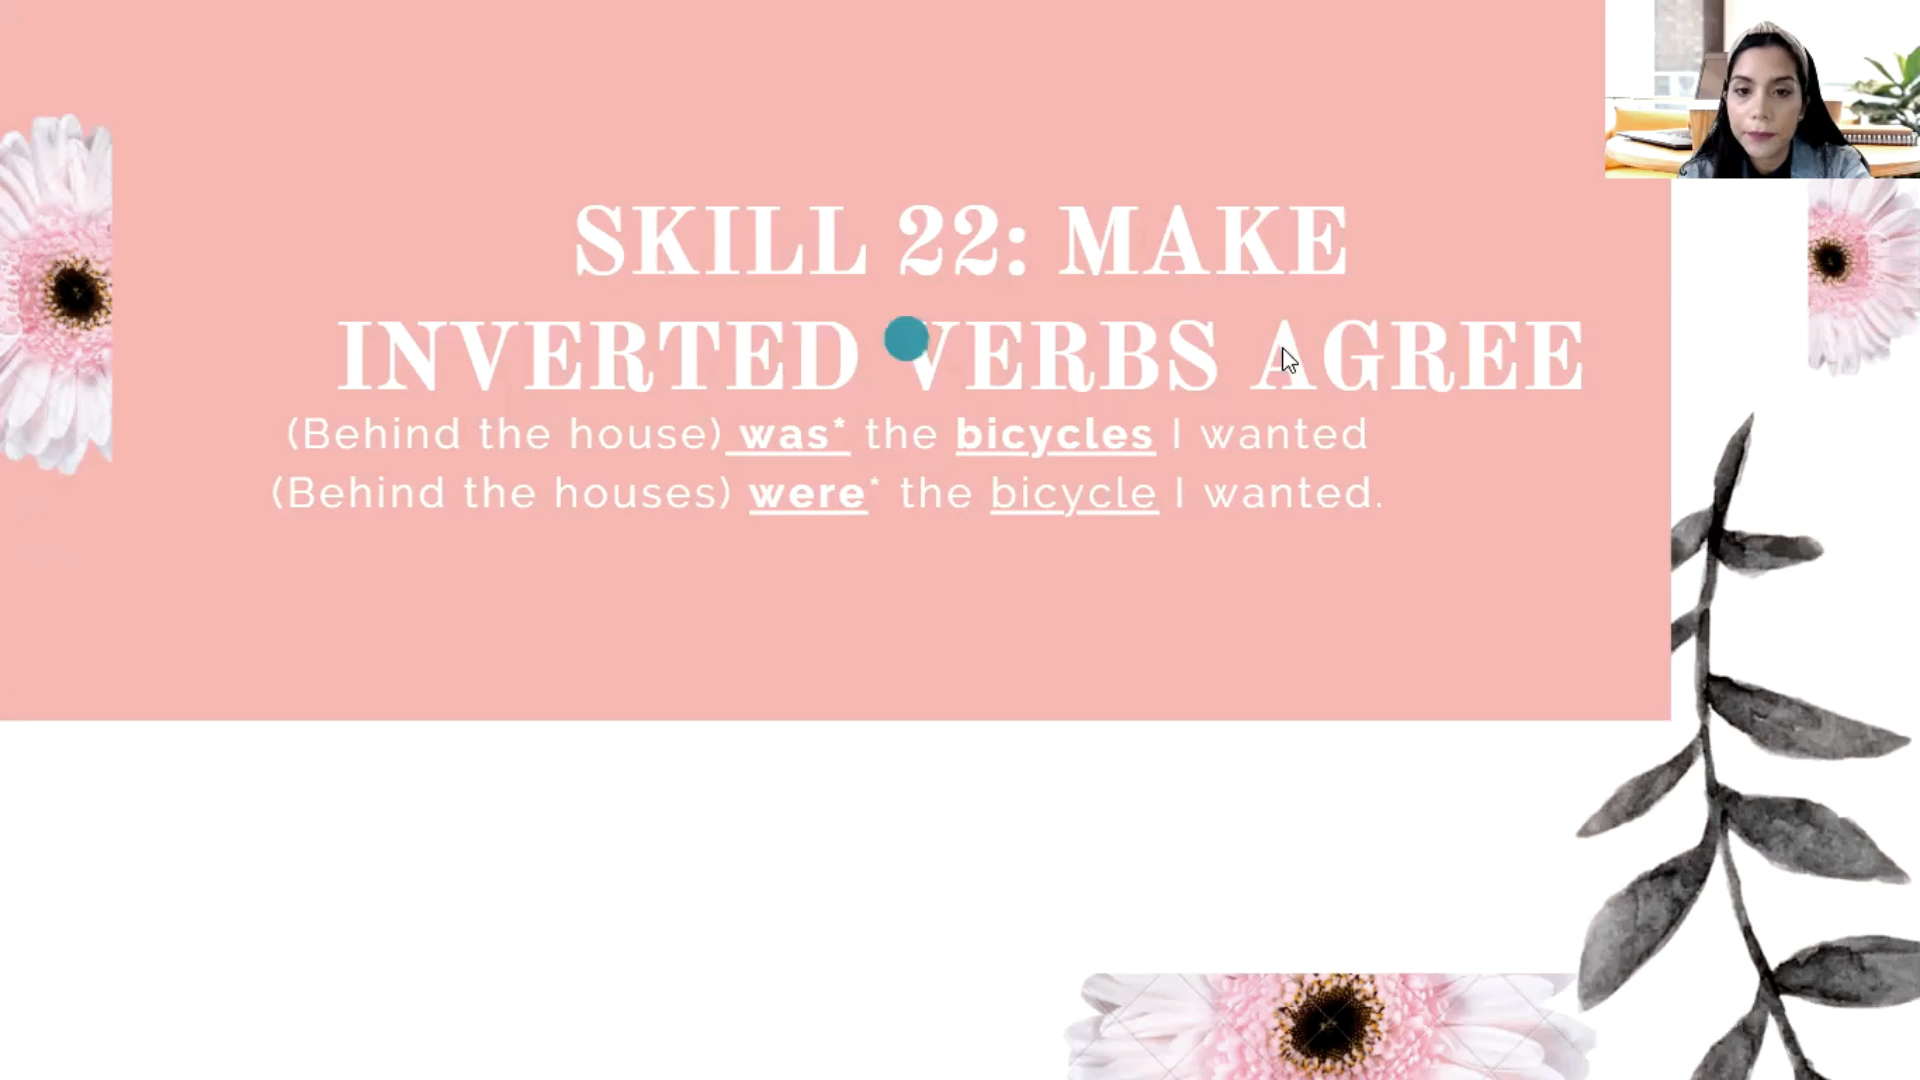 SKILL 22: MAKE
INVERTED VERBS AGREE
(Behind the house) was* the bicycles I wanted
(Behind the houses) were* the bicycle I wanted.